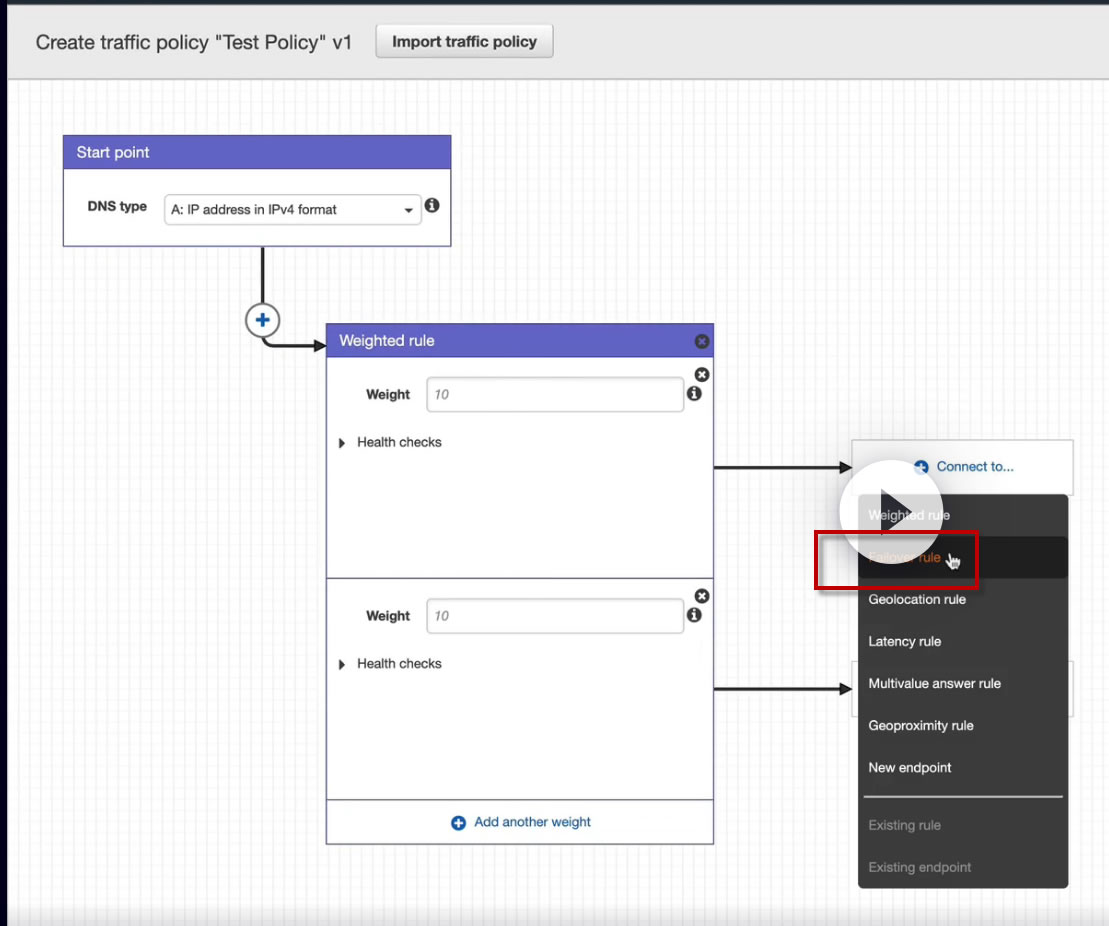 Create traffic policy "Test Policy" v1
Import traffic policy
Start point
DNS type
A: IP address in IPv4 format
Weighted rule
Weight
10
Health checks
Connect to...
Weighted rule
Failover rule
Geolocation rule
Latency rule
Multivalue answer rule
Geoproximity rule
New endpoint
Existing rule
Existing endpoint
Weight
10
Health checks
Add another weight